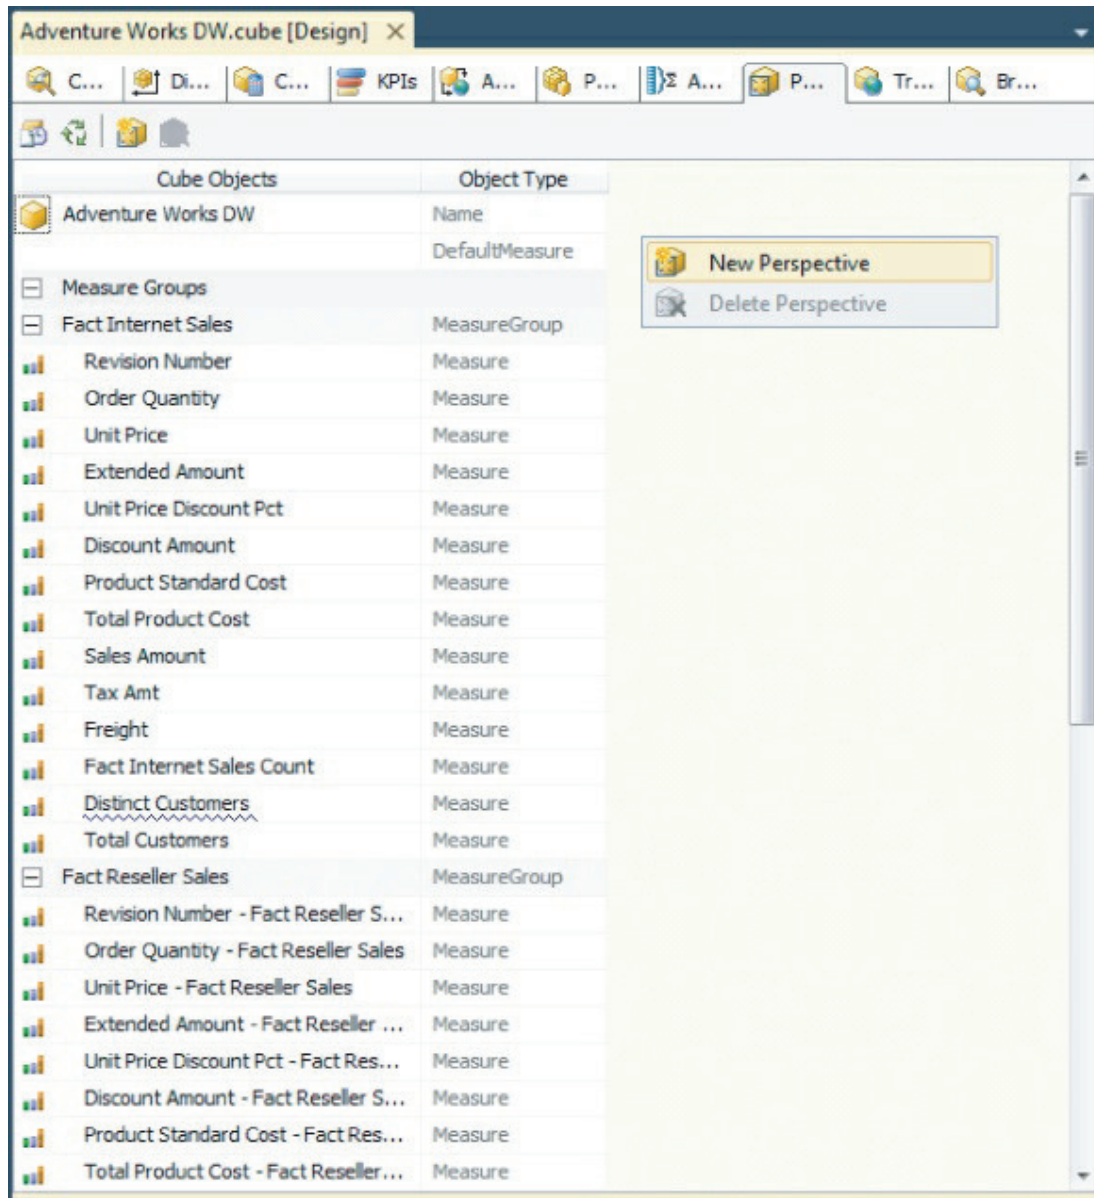 Adventure Works DW.cube [Design]
C... Di... C... KPIs A... P... A... P... Tr... Br...
Cube Objects Object Type
Adventure Works DW Name
DefaultMeasure
New Perspective
Measure Groups
Delete Perspective
Fact Internet Sales MeasureGroup
Revision Number Measure
Order Quantity Measure
Unit Price Measure
Extended Amount Measure
Unit Price Discount Pct Measure
Discount Amount Measure
Product Standard Cost Measure
Total Product Cost Measure
Sales Amount Measure
Tax Amt Measure
Freight Measure
Fact Internet Sales Count Measure
Distinct Customers Measure
Total Customers Measure
Fact Reseller Sales MeasureGroup
Revision Number - Fact Reseller S... Measure
Order Quantity - Fact Reseller Sales Measure
Unit Price - Fact Reseller Sales Measure
Extended Amount - Fact Reseller ... Measure
Unit Price Discount Pct - Fact Res... Measure
Discount Amount - Fact Reseller S... Measure
Product Standard Cost - Fact Res... Measure
Total Product Cost - Fact Reseller... Measure